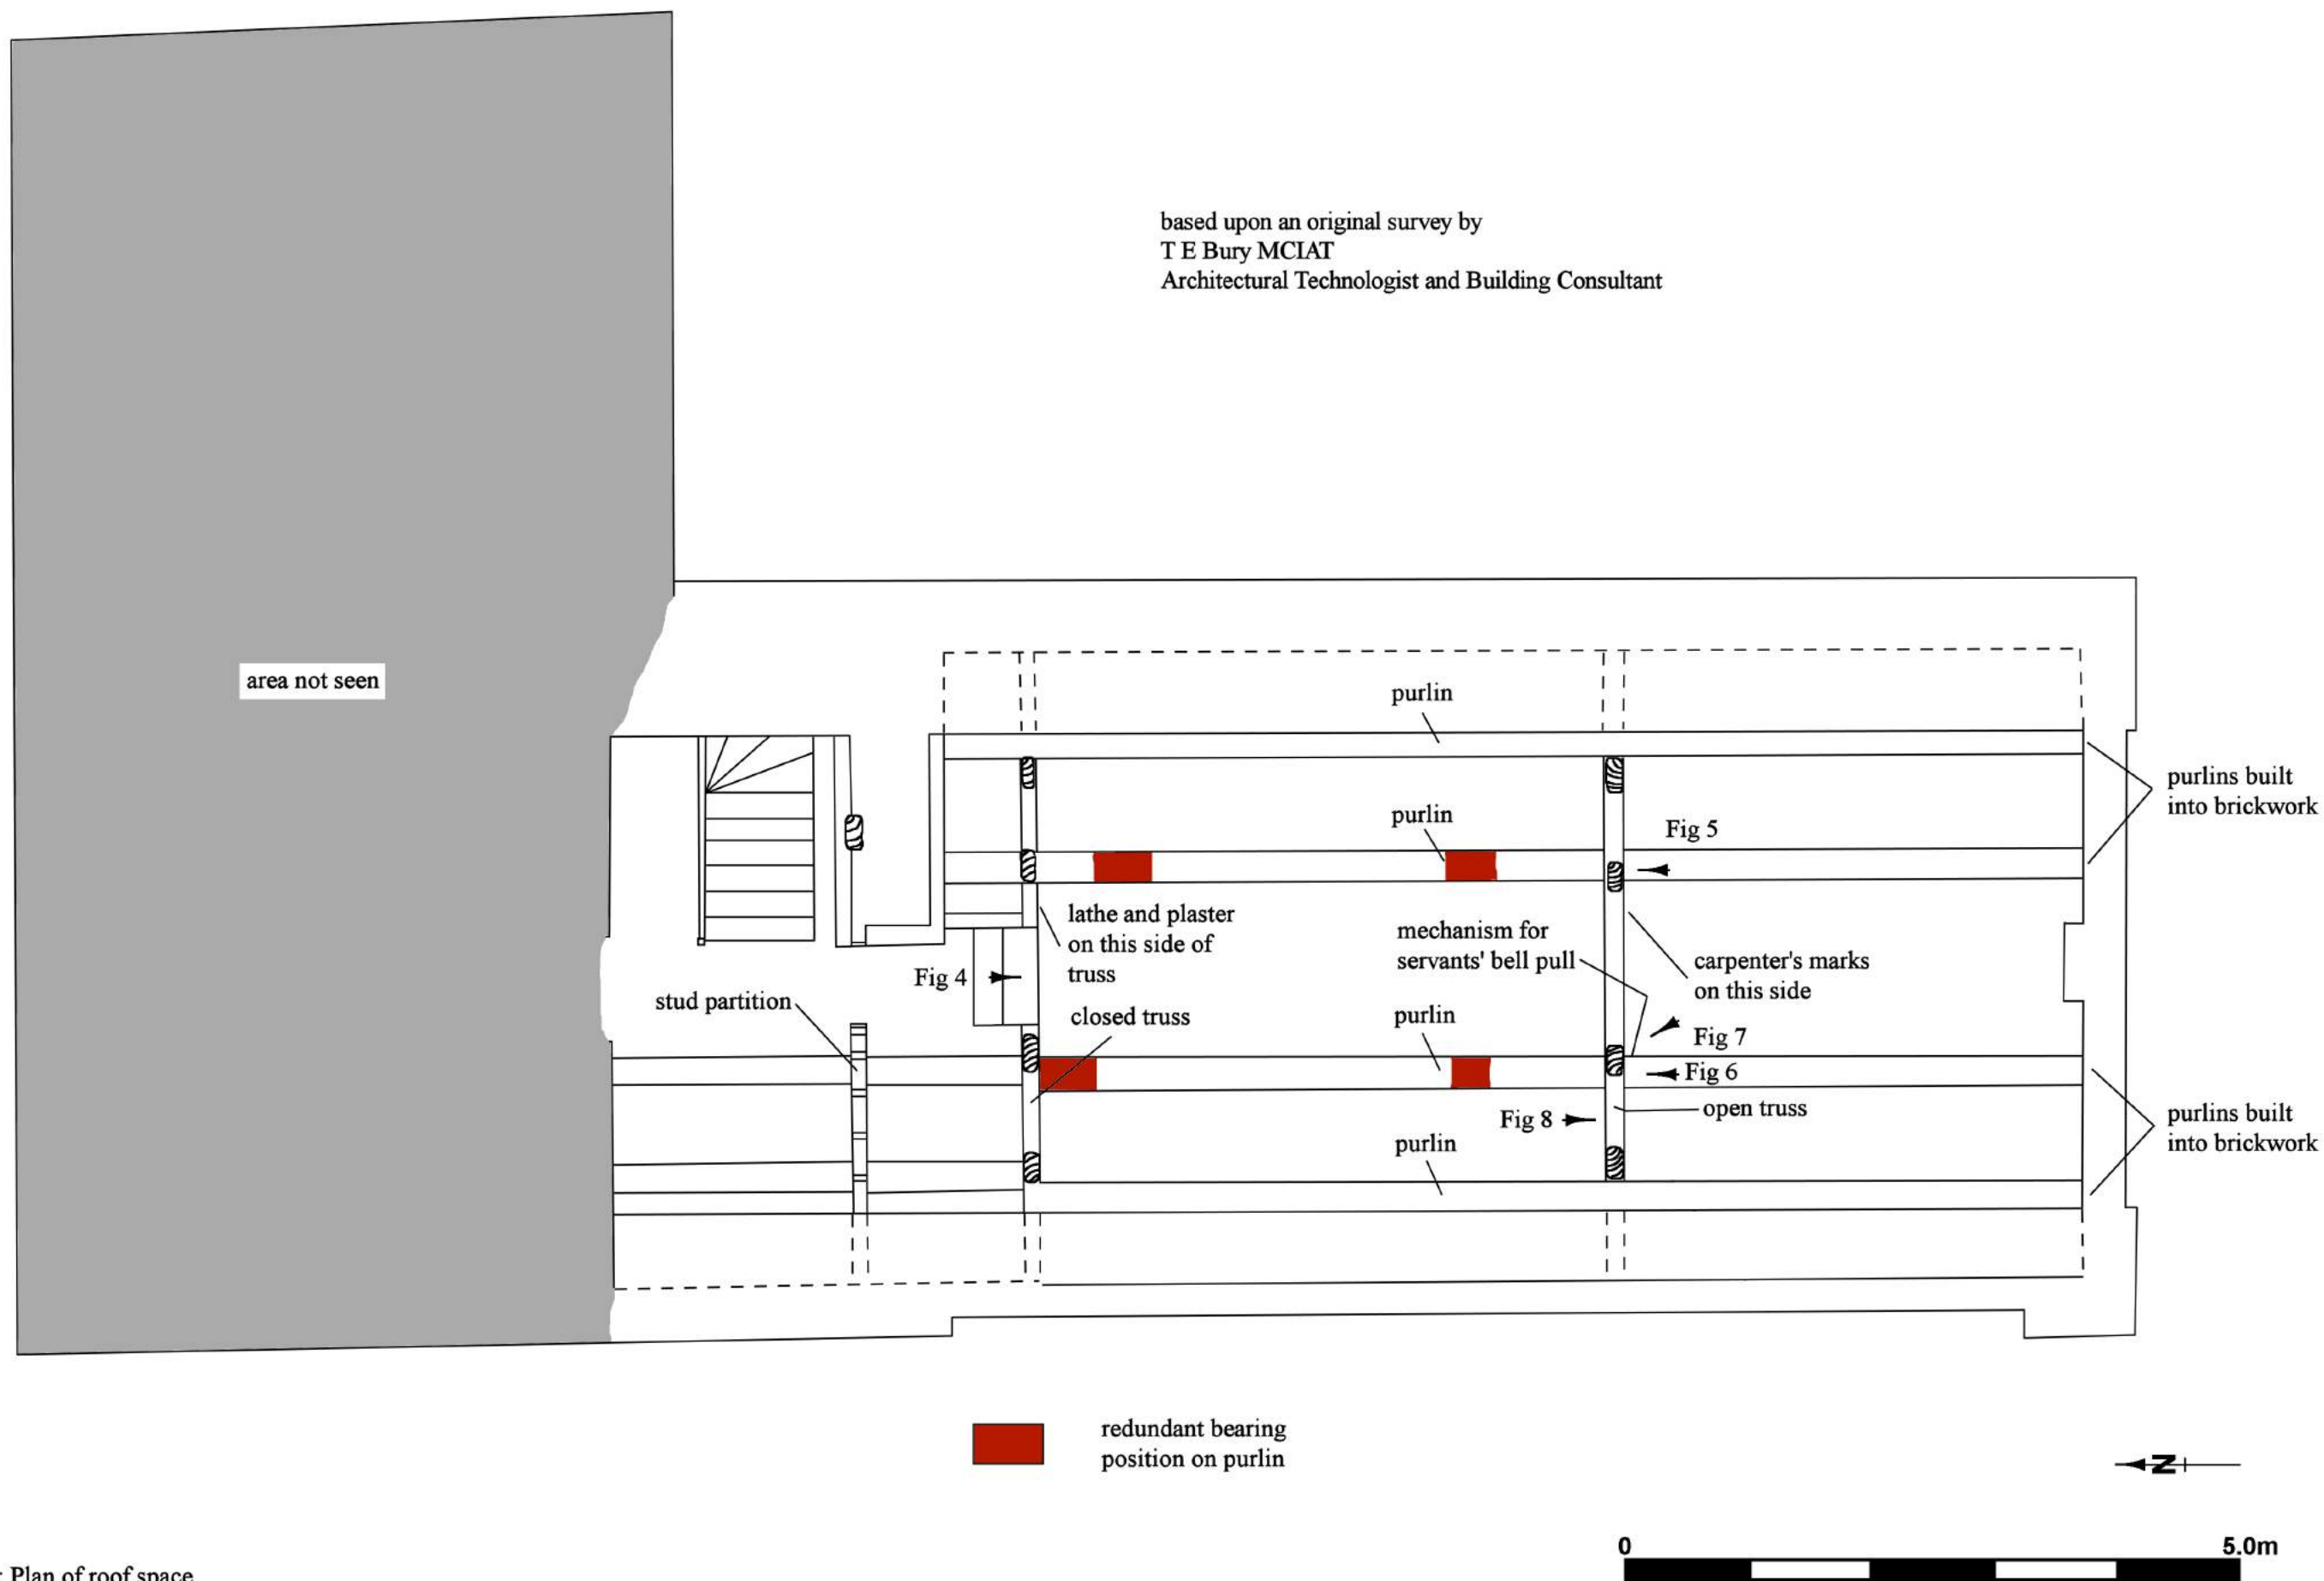 based upon an original survey by
T E Bury MCIAT
Architectural Technologist and Building Consultant
area not seen
purlin
purlins built
into brickwork
purlin
Fig 5
lathe and plaster
on this side of
truss
mechanism for
servants' bell pull
carpenter's marks
on this side
Fig 4
stud partition
closed truss
purlin
Fig 7
Fig 6
open truss
Fig 8
purlin
purlins built
into brickwork
redundant bearing
position on purlin
N
0
5.0m
: Plan of roof space